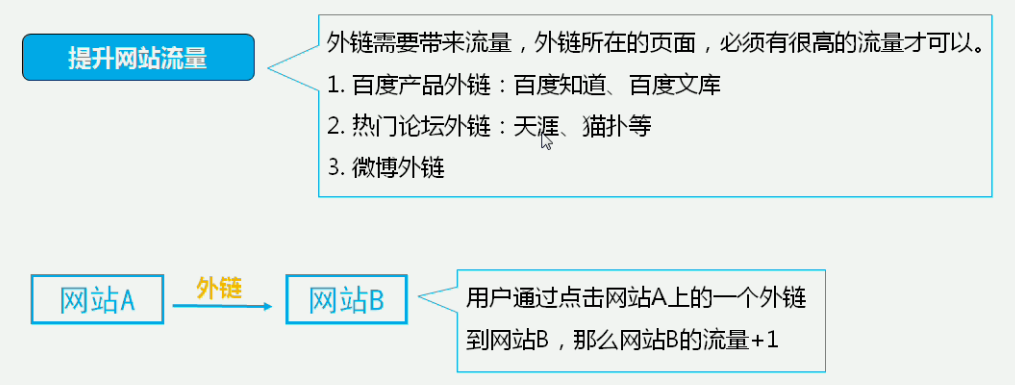 提升网站流量
外链需要带来流量，外链所在的页面，必须有很高的流量才可以。
1. 百度产品外链：百度知道、百度文库
2. 热门论坛外链：天涯、猫扑等
3. 微博外链
网站A
外链
网站B
用户通过点击网站A上的一个外链
到网站B，那么网站B的流量+1